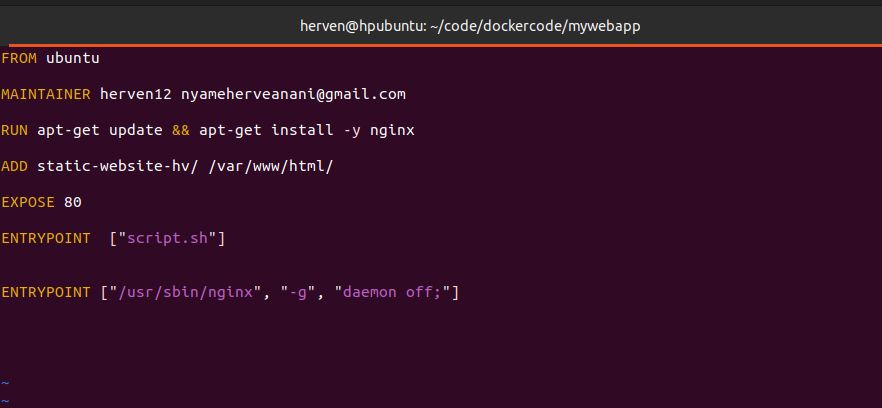 herven@hpubuntu: ~/code/dockercode/mywebapp
FROM ubuntu
MAINTAINER herven12 nyameherveanani@gmail.com
RUN apt-get update && apt-get install -y nginx
ADD static-website-hv/ /var/www/html/
EXPOSE 80
ENTRYPOINT  ["script.sh"]
ENTRYPOINT ["/usr/sbin/nginx", "-g", "daemon off;"]
~
~